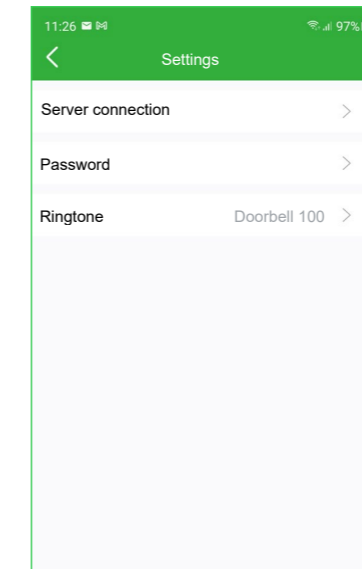 11:26 97%
Settings
Server connection
Password
Ringtone Doorbell 100